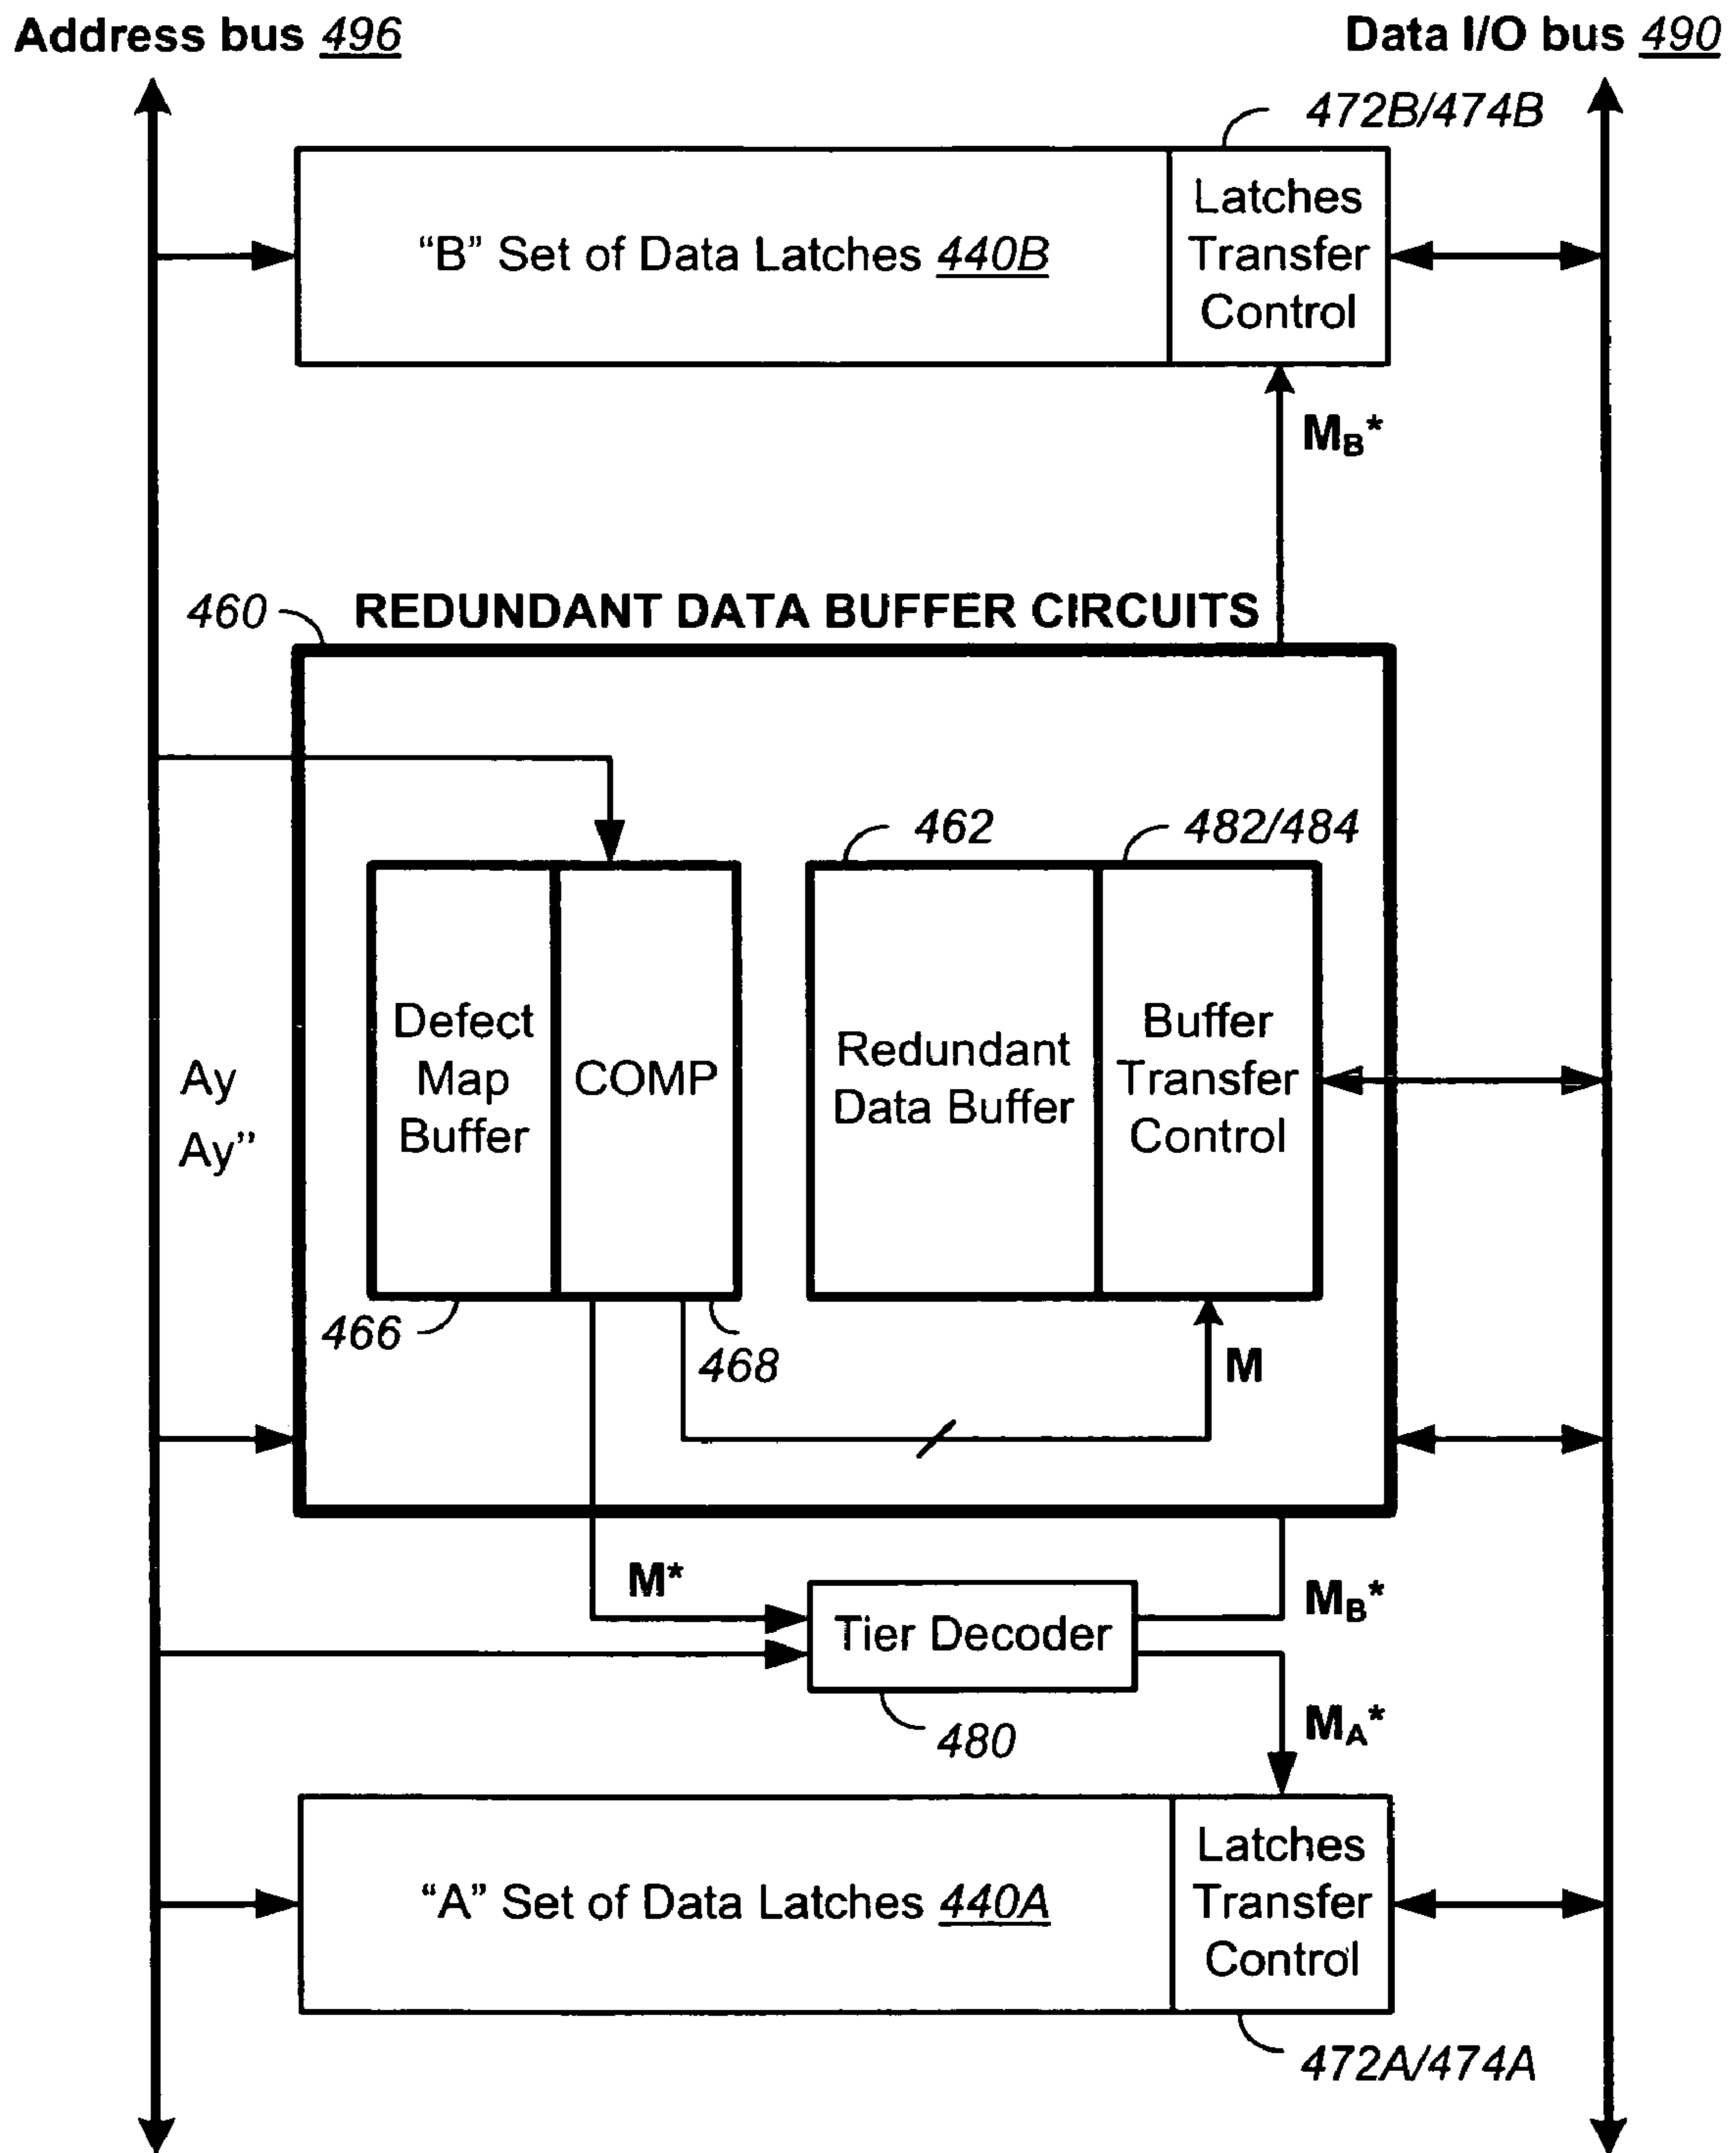 Address bus 496
Data I/O bus 490
472B/474B
"B" Set of Data Latches 440B
Latches
Transfer
Control
MB*
460
REDUNDANT DATA BUFFER CIRCUITS
462
482/484
Ay
Ay"
Defect
Map
Buffer
COMP
Redundant
Data Buffer
Buffer
Transfer
Control
466
468
M
M*
Tier Decoder
MB*
480
MA*
"A" Set of Data Latches 440A
Latches
Transfer
Control
472A/474A